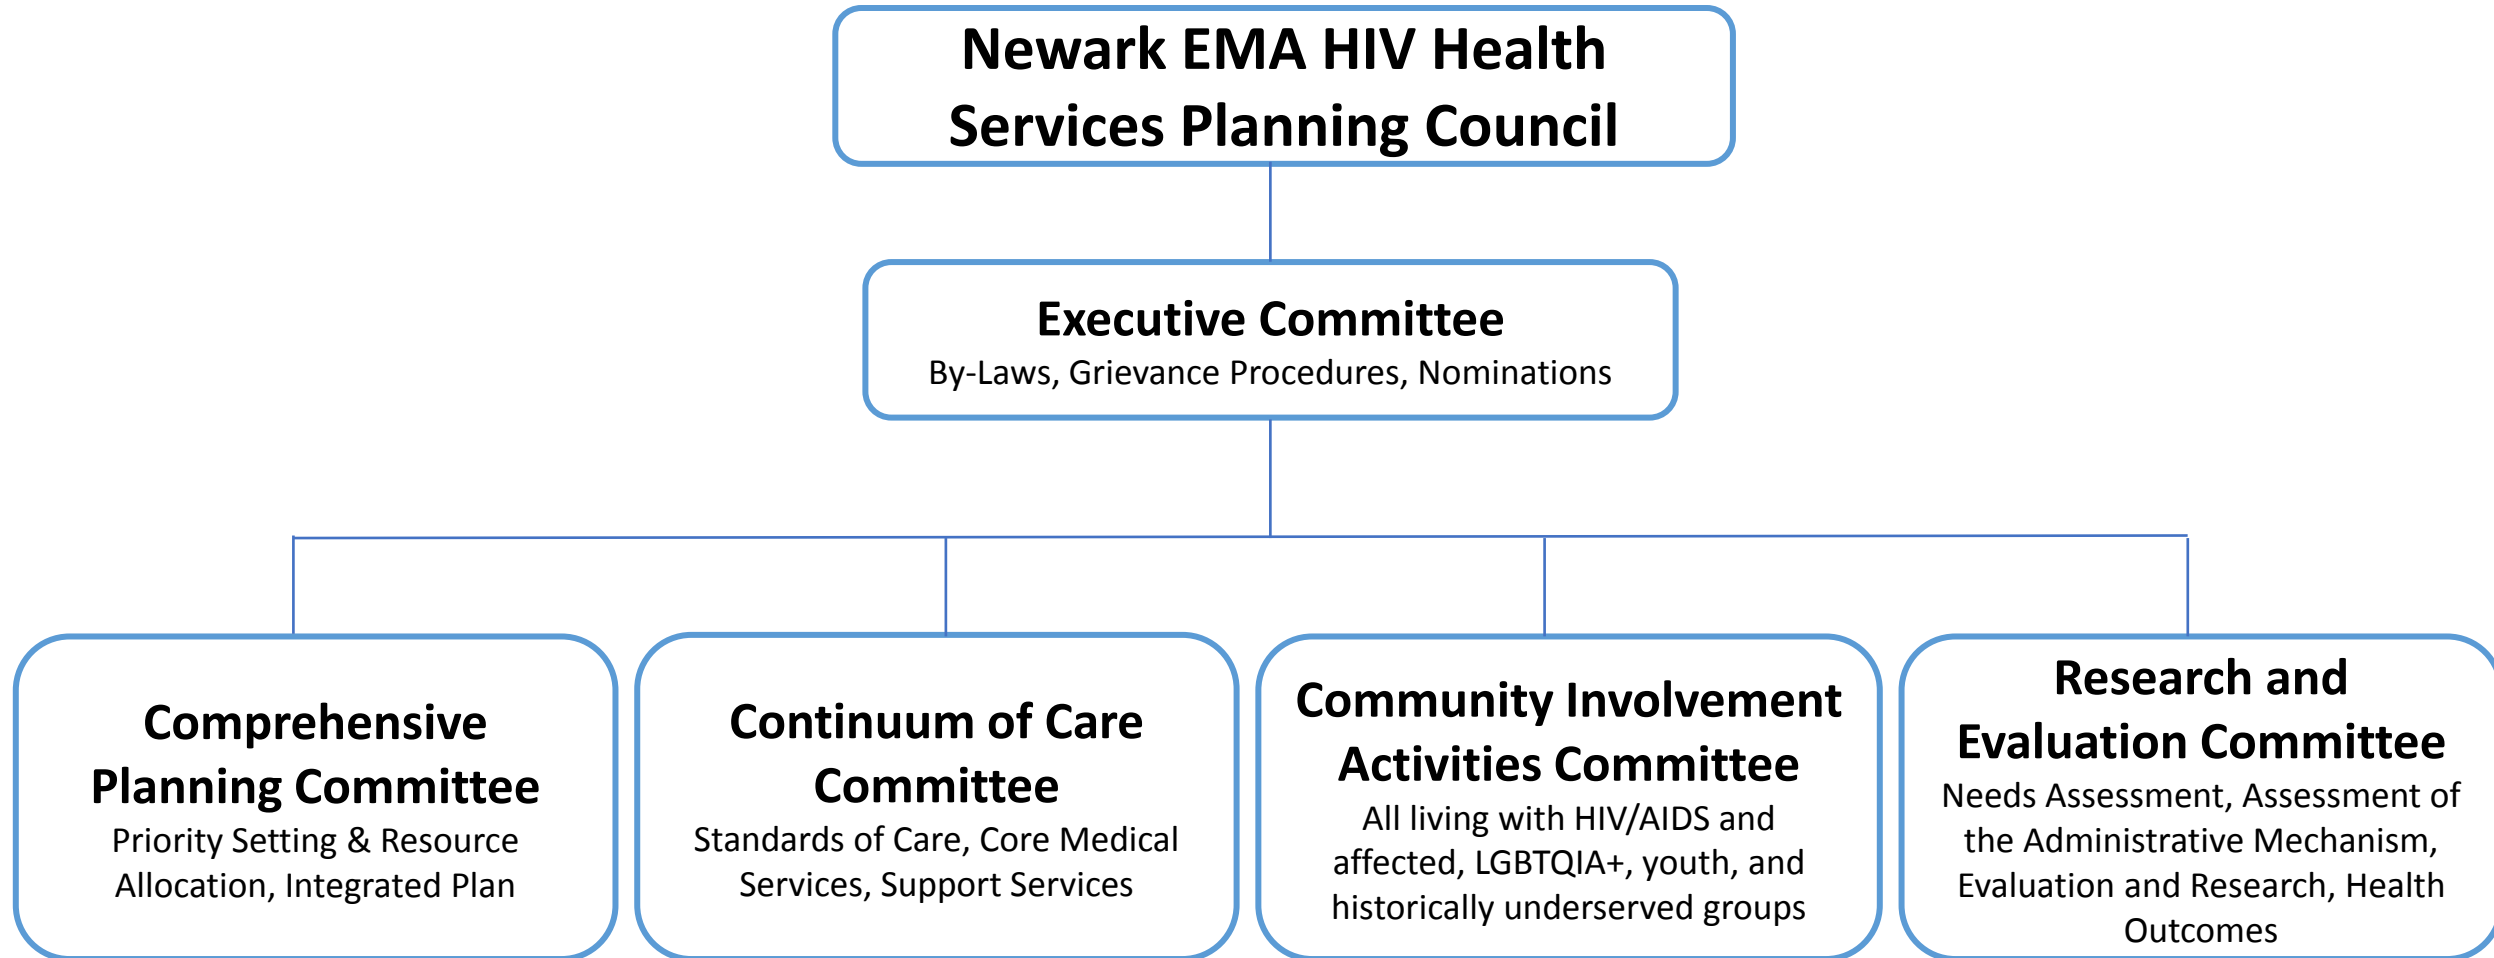 Newark EMA HIV Health
Services Planning Council
Executive Committee
By-Laws, Grievance Procedures, Nominations
Comprehensive
Planning Committee
Priority Setting & Resource
Allocation, Integrated Plan
Continuum of Care
Committee
Standards of Care, Core Medical
Services, Support Services
Community Involvement
Activities Committee
All living with HIV/AIDS and
affected, LGBTQIA+, youth, and
historically underserved groups
Research and
Evaluation Committee
Needs Assessment, Assessment of
the Administrative Mechanism,
Evaluation and Research, Health
Outcomes